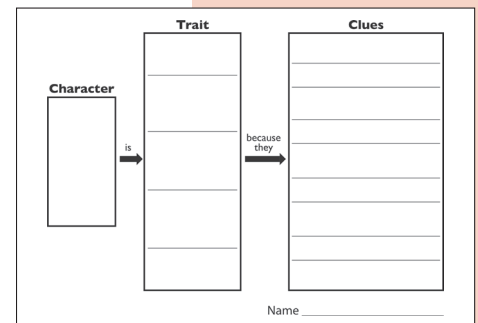 Trait
Clues
Character
is
because
they
Name